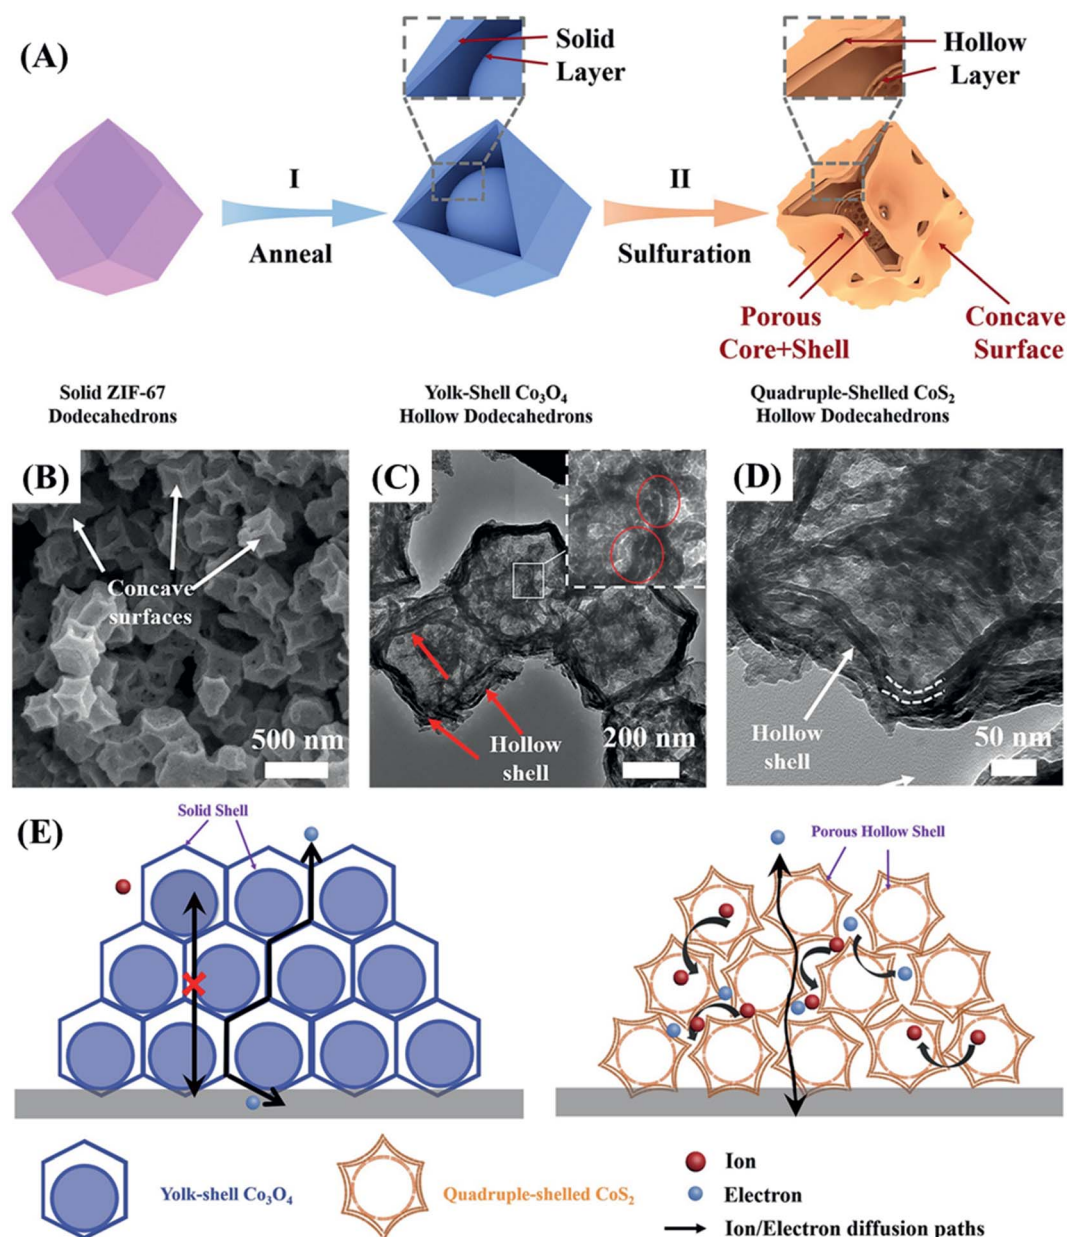 (A)
Solid
Layer
Hollow
Layer
I
Anneal
II
Sulfuration
Porous
Core+Shell
Concave
Surface
Solid ZIF-67
Dodecahedrons
Yolk-Shell Co₃O₄
Hollow Dodecahedrons
Quadruple-Shelled CoS₂
Hollow Dodecahedrons
(B)
Concave
surfaces
500 nm
(C)
Hollow
shell
200 nm
(D)
Hollow
shell
50 nm
(E)
Solid Shell
Porous Hollow Shell
Yolk-shell Co₃O₄
Quadruple-shelled CoS₂
Ion
Electron
Ion/Electron diffusion paths